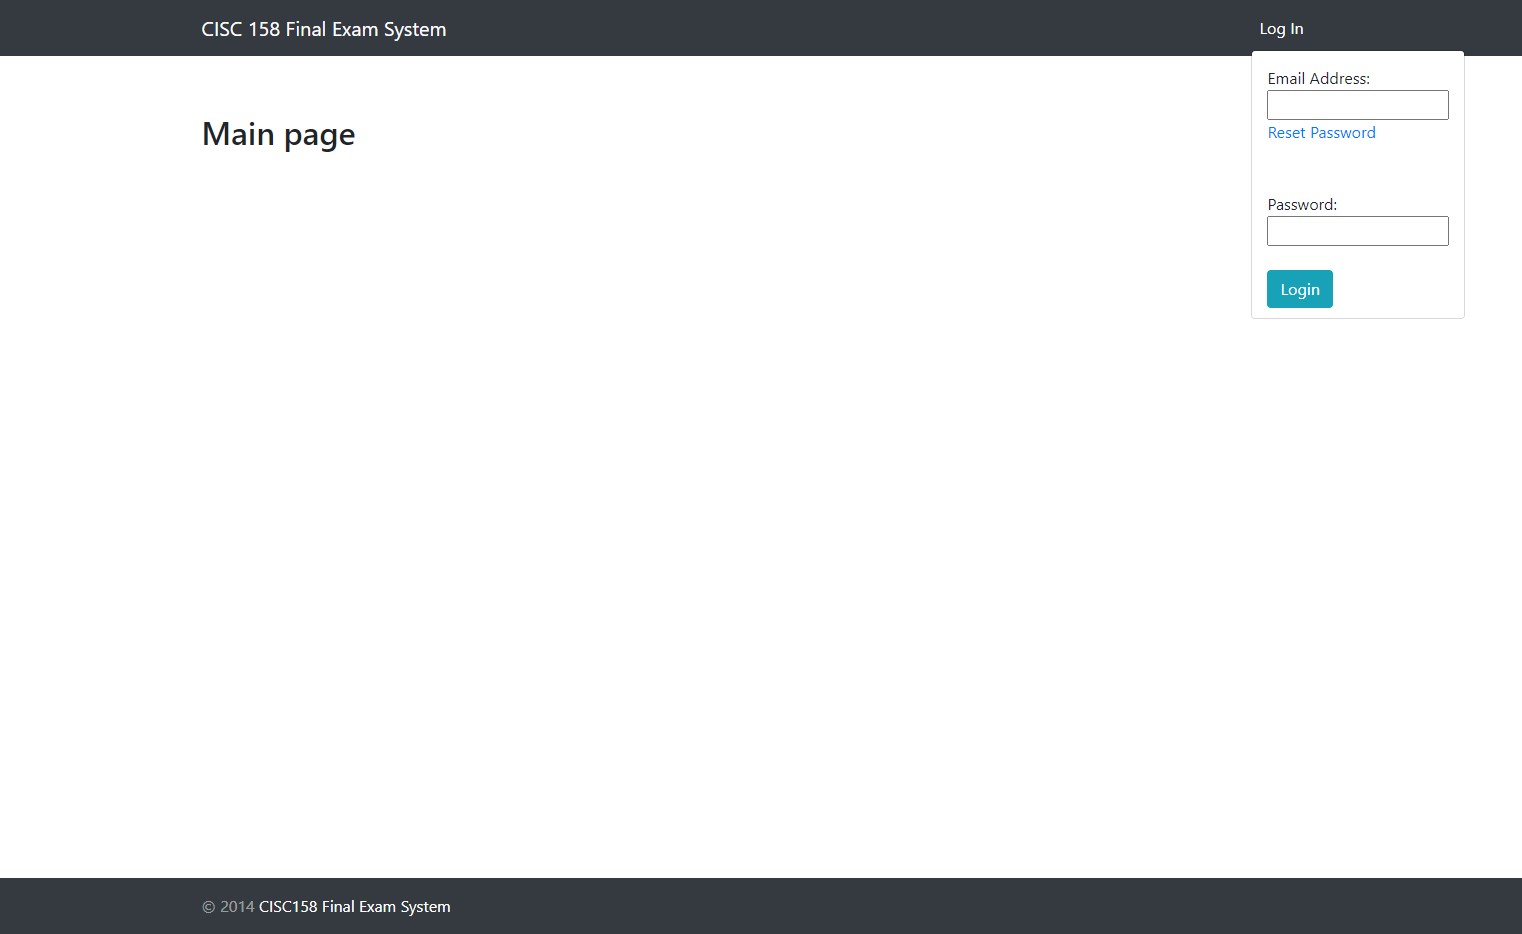 CISC 158 Final Exam System
Log In
Email Address:
Reset Password
Password:
Login
Main page
© 2014 CISC158 Final Exam System